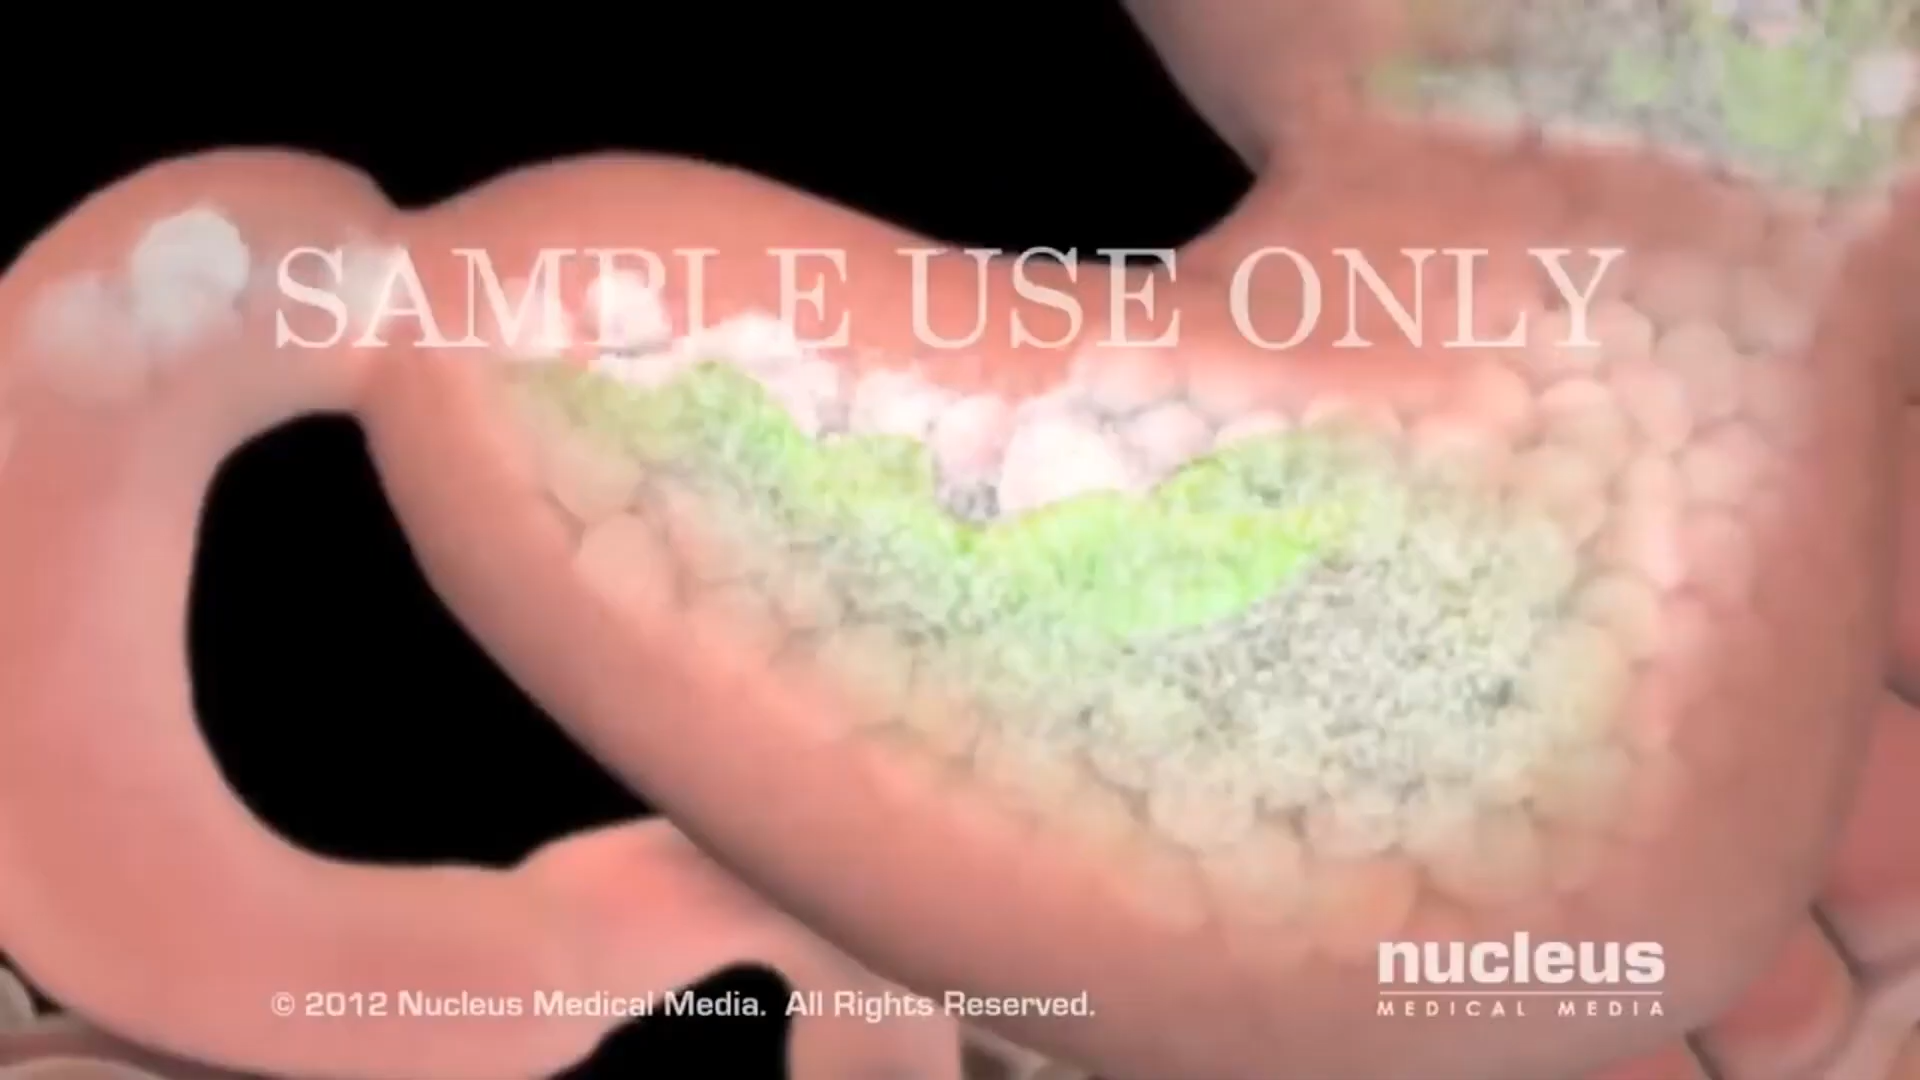 SAMPLE USE ONLY
nucleus
MEDICAL MEDIA
© 2012 Nucleus Medical Media. All Rights Reserved.